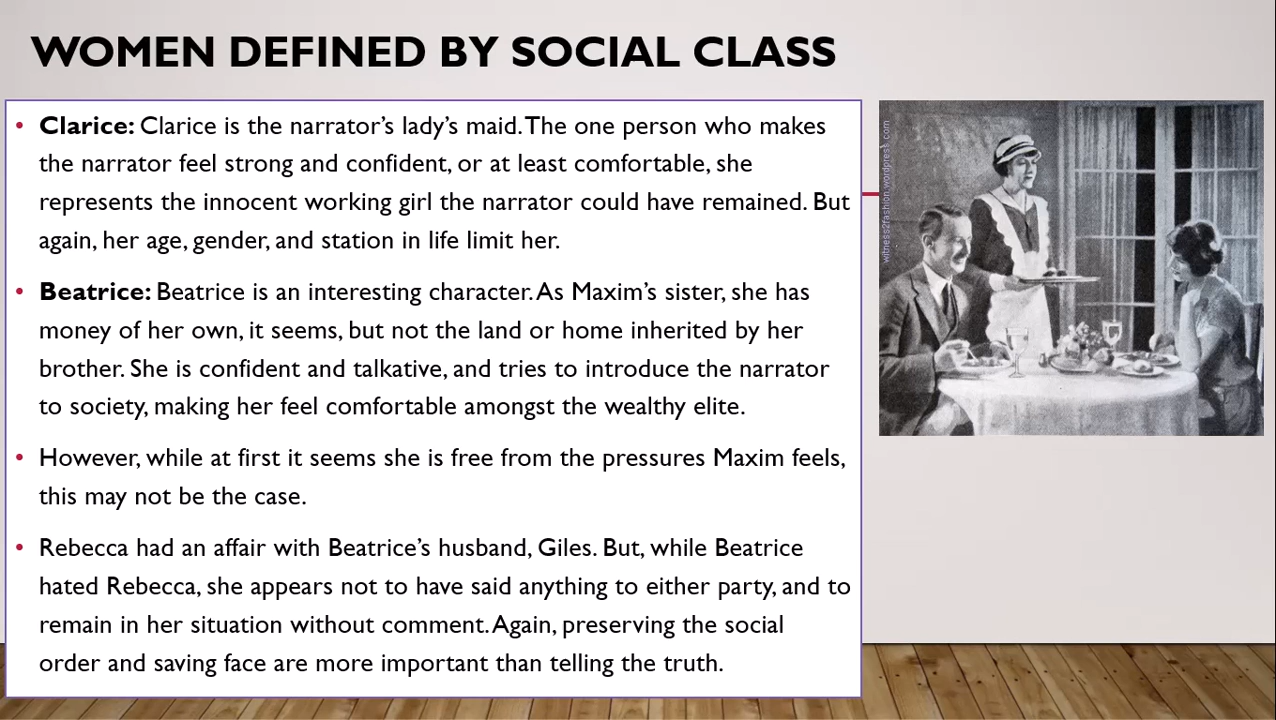 WOMEN DEFINED BY SOCIAL CLASS
• Clarice: Clarice is the narrator's lady's maid. The one person who makes
the narrator feel strong and confident, or at least comfortable, she
represents the innocent working girl the narrator could have remained. But
again, her age, gender, and station in life limit her.
• Beatrice: Beatrice is an interesting character. As Maxim's sister, she has
money of her own, it seems, but not the land or home inherited by her
brother. She is confident and talkative, and tries to introduce the narrator
to society, making her feel comfortable amongst the wealthy elite.
• However, while at first it seems she is free from the pressures Maxim feels,
this may not be the case.
• Rebecca had an affair with Beatrice's husband, Giles. But, while Beatrice
hated Rebecca, she appears not to have said anything to either party, and to
remain in her situation without comment. Again, preserving the social
order and saving face are more important than telling the truth.
witness2fashion.wordpress.com